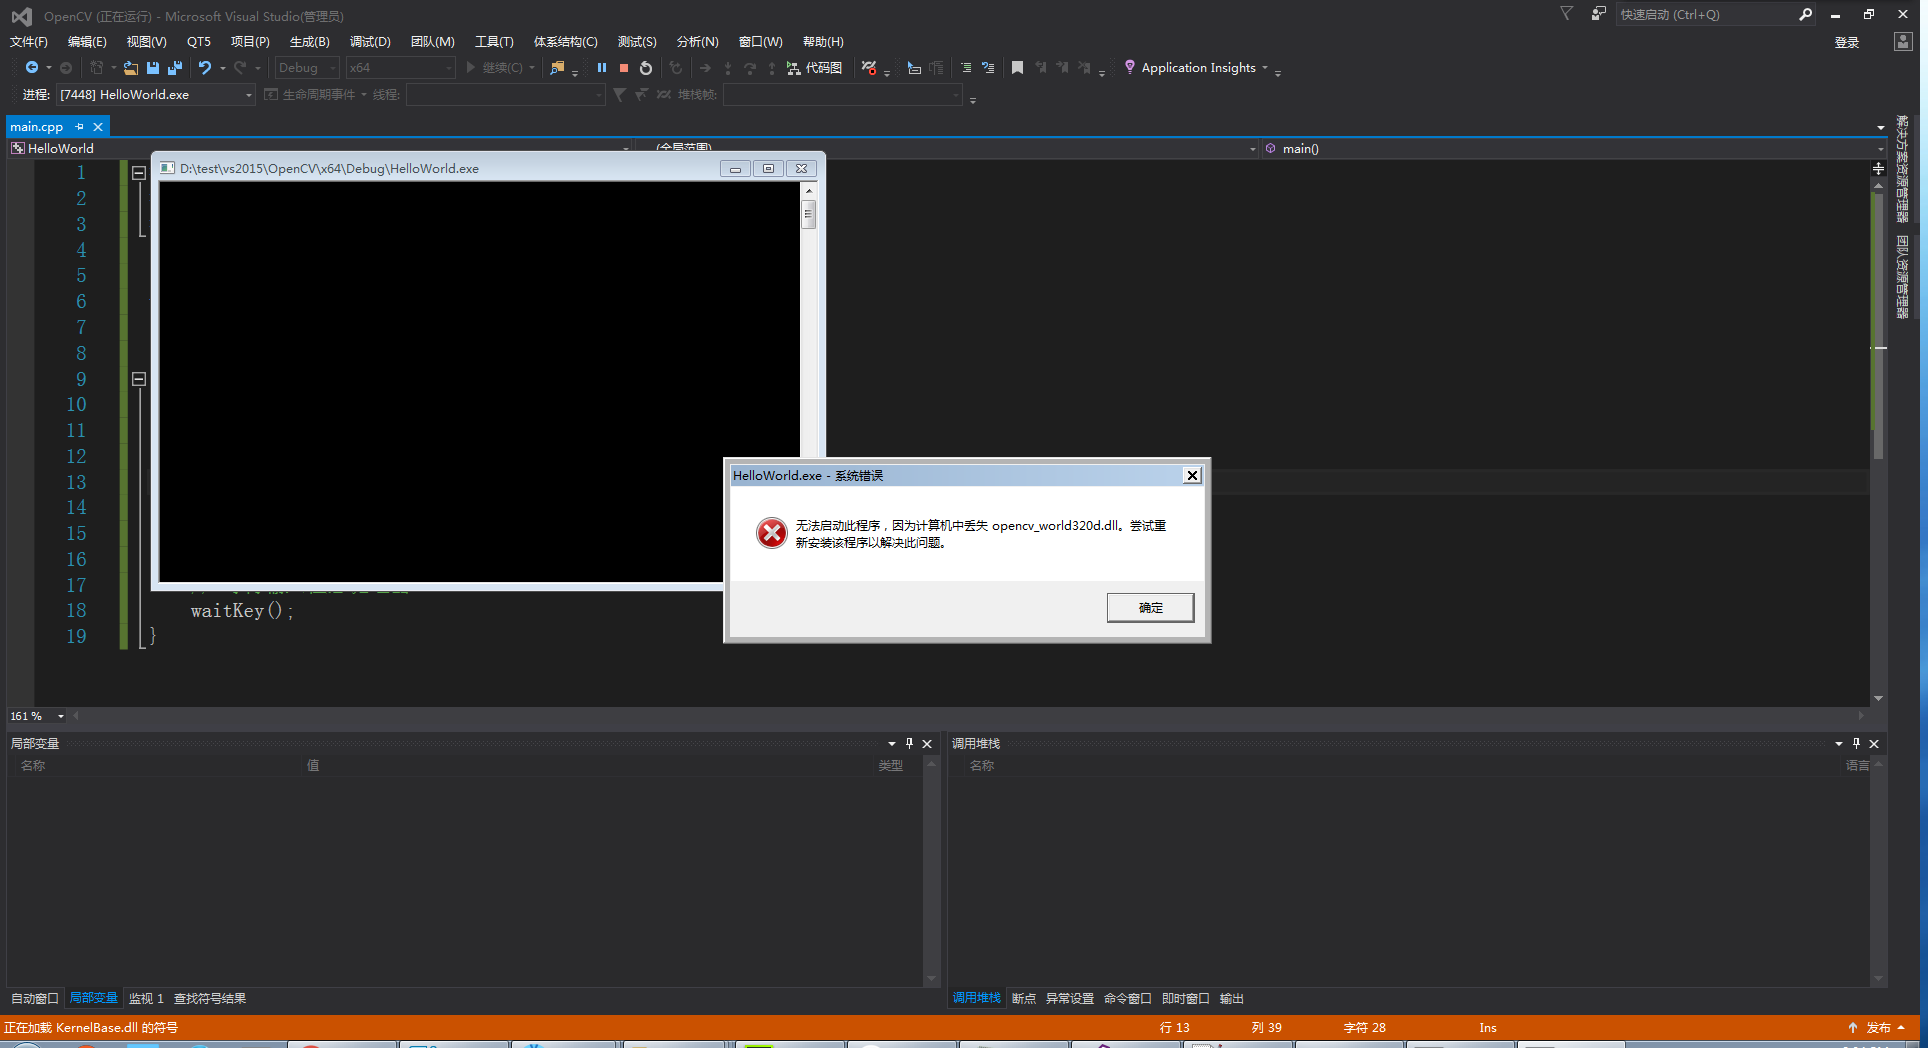 OpenCV (正在运行) - Microsoft Visual Studio(管理员)
快速启动 (Ctrl+Q)
文件(F) 编辑(E) 视图(V) QT5 项目(P) 生成(B) 调试(D) 团队(M) 工具(T) 体系结构(C) 测试(S) 分析(N) 窗口(W) 帮助(H)
登录
Debug x64 继续(C) 代码图 Application Insights
进程: [7448] HelloWorld.exe 生命周期事件 线程: 堆栈帧:
main.cpp
HelloWorld (全局范围) main()
D:\test\vs2015\OpenCV\x64\Debug\HelloWorld.exe
1
2
3
4
5
6
7
8
9
10
11
12
13
14
15
16
17
18 waitKey();
19 }
HelloWorld.exe - 系统错误
无法启动此程序，因为计算机中丢失 opencv_world320d.dll。尝试重
新安装该程序以解决此问题。
确定
解决方案资源管理器
团队资源管理器
161 %
局部变量
名称 值 类型
调用堆栈
名称 语言
自动窗口 局部变量 监视 1 查找符号结果
调用堆栈 断点 异常设置 命令窗口 即时窗口 输出
正在加载 KernelBase.dll 的符号 行 13 列 39 字符 28 Ins 发布